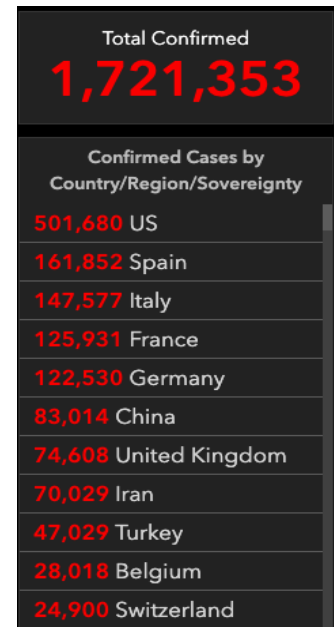 Total Confirmed
1,721,353
Confirmed Cases by
Country/Region/Sovereignty
501,680 US
161,852 Spain
147,577 Italy
125,931 France
122,530 Germany
83,014 China
74,608 United Kingdom
70,029 Iran
47,029 Turkey
28,018 Belgium
24,900 Switzerland